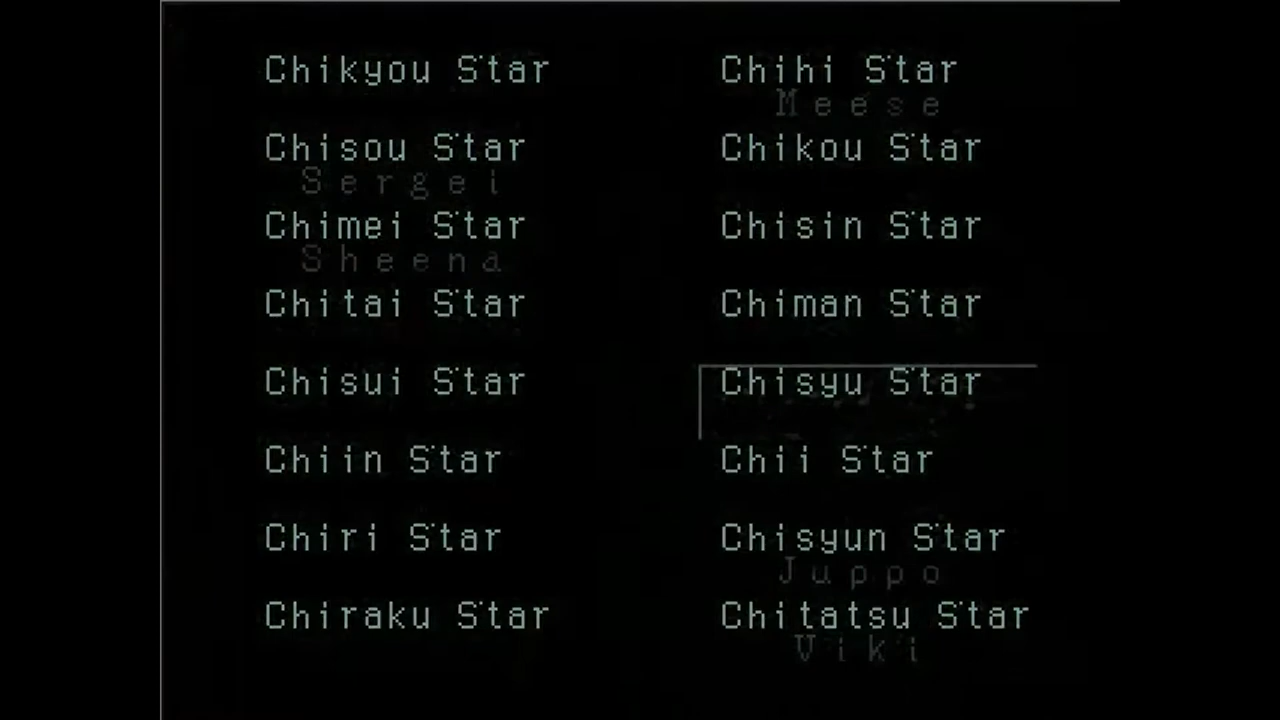 Chikyou Star Chihi Star
Meese
Chisou Star Chikou Star
Sergei
Chimei Star Chisin Star
Sheena
Chitai Star Chiman Star
Chisui Star Chisyu Star
Chiin Star Chii Star
Chiri Star Chisyun Star
Juppo
Chiraku Star Chitatsu Star
Viki